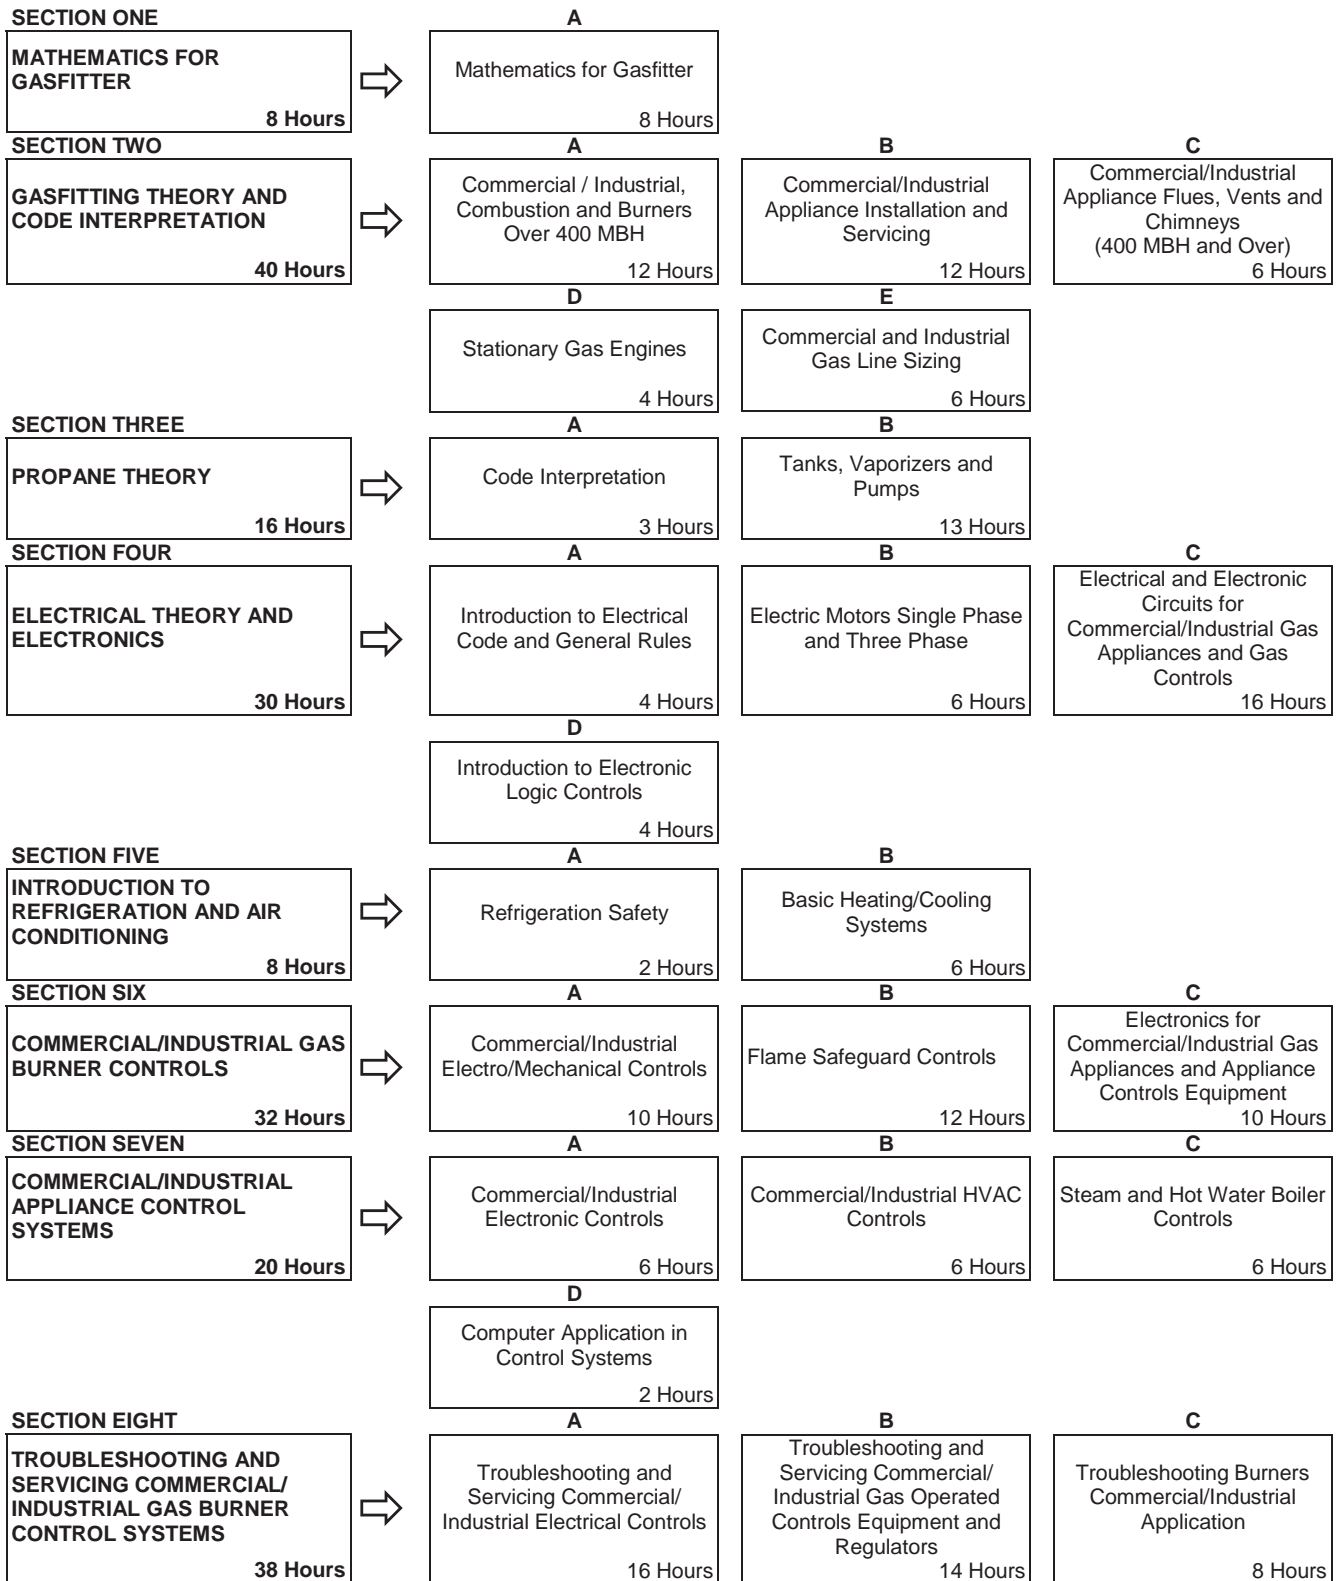 SECTION ONE
MATHEMATICS FOR
GASFITTER
8 Hours
A
Mathematics for Gasfitter
8 Hours
SECTION TWO
GASFITTING THEORY AND
CODE INTERPRETATION
40 Hours
A
Commercial / Industrial,
Combustion and Burners
Over 400 MBH
12 Hours
B
Commercial/Industrial
Appliance Installation and
Servicing
12 Hours
C
Commercial/Industrial
Appliance Flues, Vents and
Chimneys
(400 MBH and Over)
6 Hours
D
Stationary Gas Engines
4 Hours
E
Commercial and Industrial
Gas Line Sizing
6 Hours
SECTION THREE
PROPANE THEORY
16 Hours
A
Code Interpretation
3 Hours
B
Tanks, Vaporizers and
Pumps
13 Hours
SECTION FOUR
ELECTRICAL THEORY AND
ELECTRONICS
30 Hours
A
Introduction to Electrical
Code and General Rules
4 Hours
B
Electric Motors Single Phase
and Three Phase
6 Hours
C
Electrical and Electronic
Circuits for
Commercial/Industrial Gas
Appliances and Gas
Controls
16 Hours
D
Introduction to Electronic
Logic Controls
4 Hours
SECTION FIVE
INTRODUCTION TO
REFRIGERATION AND AIR
CONDITIONING
8 Hours
A
Refrigeration Safety
2 Hours
B
Basic Heating/Cooling
Systems
6 Hours
SECTION SIX
COMMERCIAL/INDUSTRIAL GAS
BURNER CONTROLS
32 Hours
A
Commercial/Industrial
Electro/Mechanical Controls
10 Hours
B
Flame Safeguard Controls
12 Hours
C
Electronics for
Commercial/Industrial Gas
Appliances and Appliance
Controls Equipment
10 Hours
SECTION SEVEN
COMMERCIAL/INDUSTRIAL
APPLIANCE CONTROL
SYSTEMS
20 Hours
A
Commercial/Industrial
Electronic Controls
6 Hours
B
Commercial/Industrial HVAC
Controls
6 Hours
C
Steam and Hot Water Boiler
Controls
6 Hours
D
Computer Application in
Control Systems
2 Hours
SECTION EIGHT
TROUBLESHOOTING AND
SERVICING COMMERCIAL/
INDUSTRIAL GAS BURNER
CONTROL SYSTEMS
38 Hours
A
Troubleshooting and
Servicing Commercial/
Industrial Electrical Controls
16 Hours
B
Troubleshooting and
Servicing Commercial/
Industrial Gas Operated
Controls Equipment and
Regulators
14 Hours
C
Troubleshooting Burners
Commercial/Industrial
Application
8 Hours